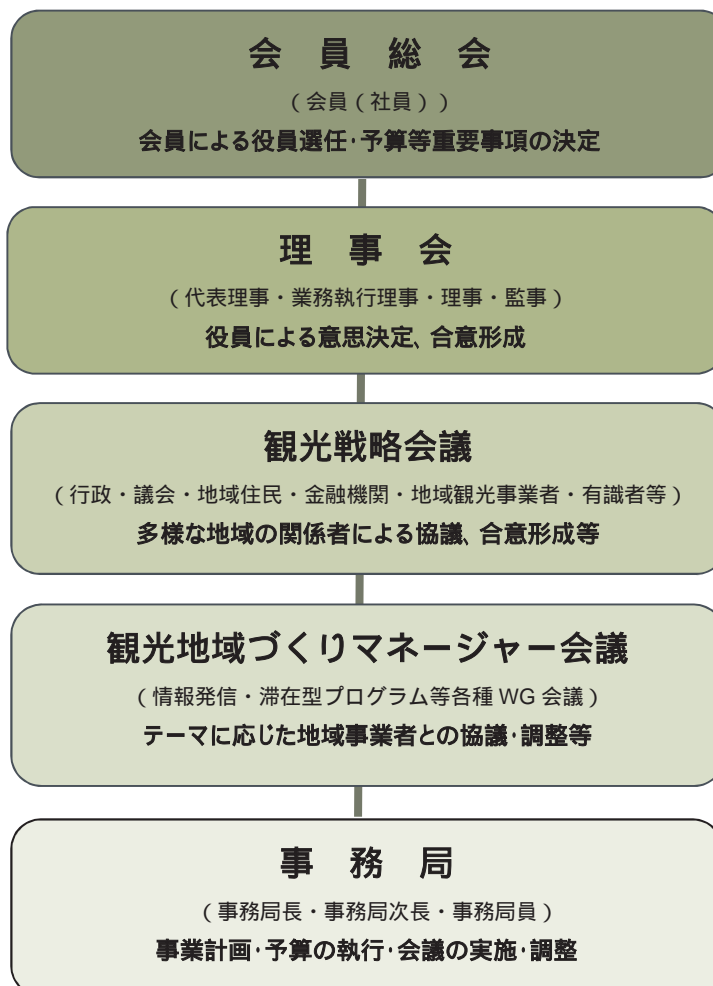 会　員　総　会
（会員（社員））
会員による役員選任・予算等重要事項の決定
理　事　会
（代表理事・業務執行理事・理事・監事）
役員による意思決定、合意形成
観光戦略会議
（行政・議会・地域住民・金融機関・地域観光事業者・有識者等）
多様な地域の関係者による協議、合意形成等
観光地域づくりマネージャー会議
（情報発信・滞在型プログラム等各種 WG 会議）
テーマに応じた地域事業者との協議・調整等
事　務　局
（事務局長・事務局次長・事務局員）
事業計画・予算の執行・会議の実施・調整